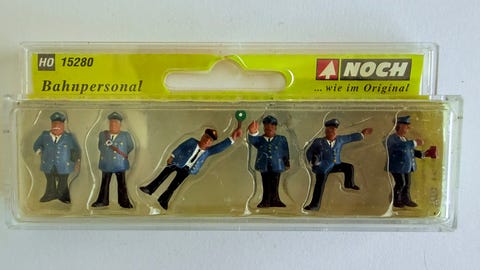 HO 15280
NOCH
Bahnpersonal
...wie im Original